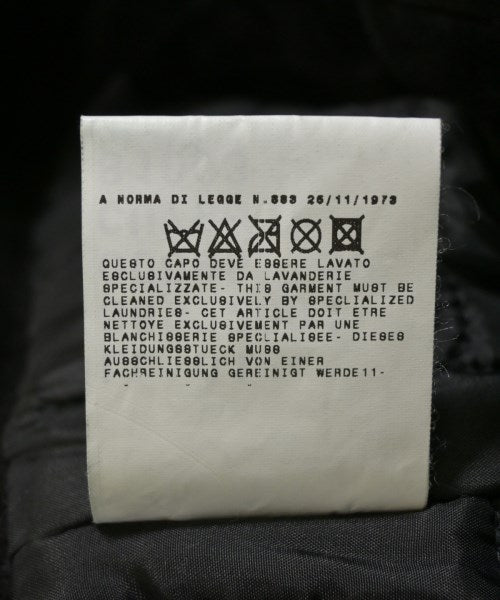 A NORMA DI LEGGE N.883 26/11/1973
QUESTO CAPO DEVE ESSERE LAVATO
ESCLUSIVAMENTE DA LAVANDERIE
SPECIALIZZATE- THIS GARMENT MUST BE
CLEANED EXCLUSIVELY BY SPECLIALIZED
LAUNDRIES- CET ARTICLE DOIT ETRE
NETTOYE EXCLUSIVEMENT PAR UNE
BLANCHISSERIE SPECLIALISEE- DIESES
KLEIDUNGSSTUECK MUSS
AUSSCHLIESSLICH VON EINER
FACHREINIGUNG GEREINIGT WERDE11-